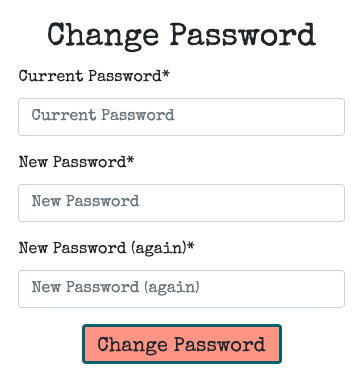 Change Password
Current Password*
Current Password
New Password*
New Password
New Password (again)*
New Password (again)
Change Password